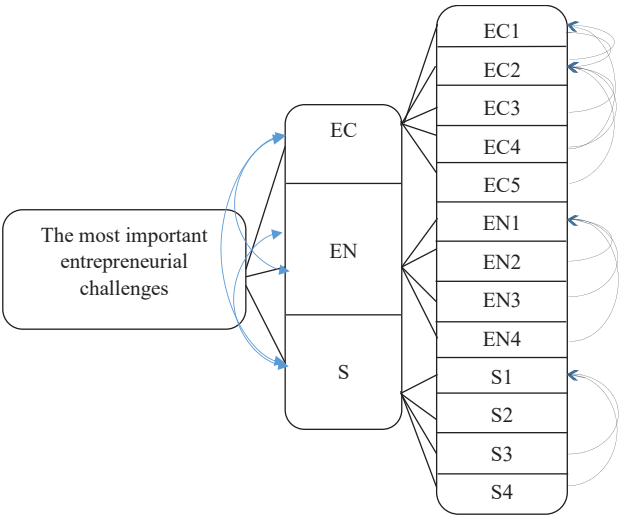 The most important
entrepreneurial
challenges
EC
EN
S
EC1
EC2
EC3
EC4
EC5
EN1
EN2
EN3
EN4
S1
S2
S3
S4